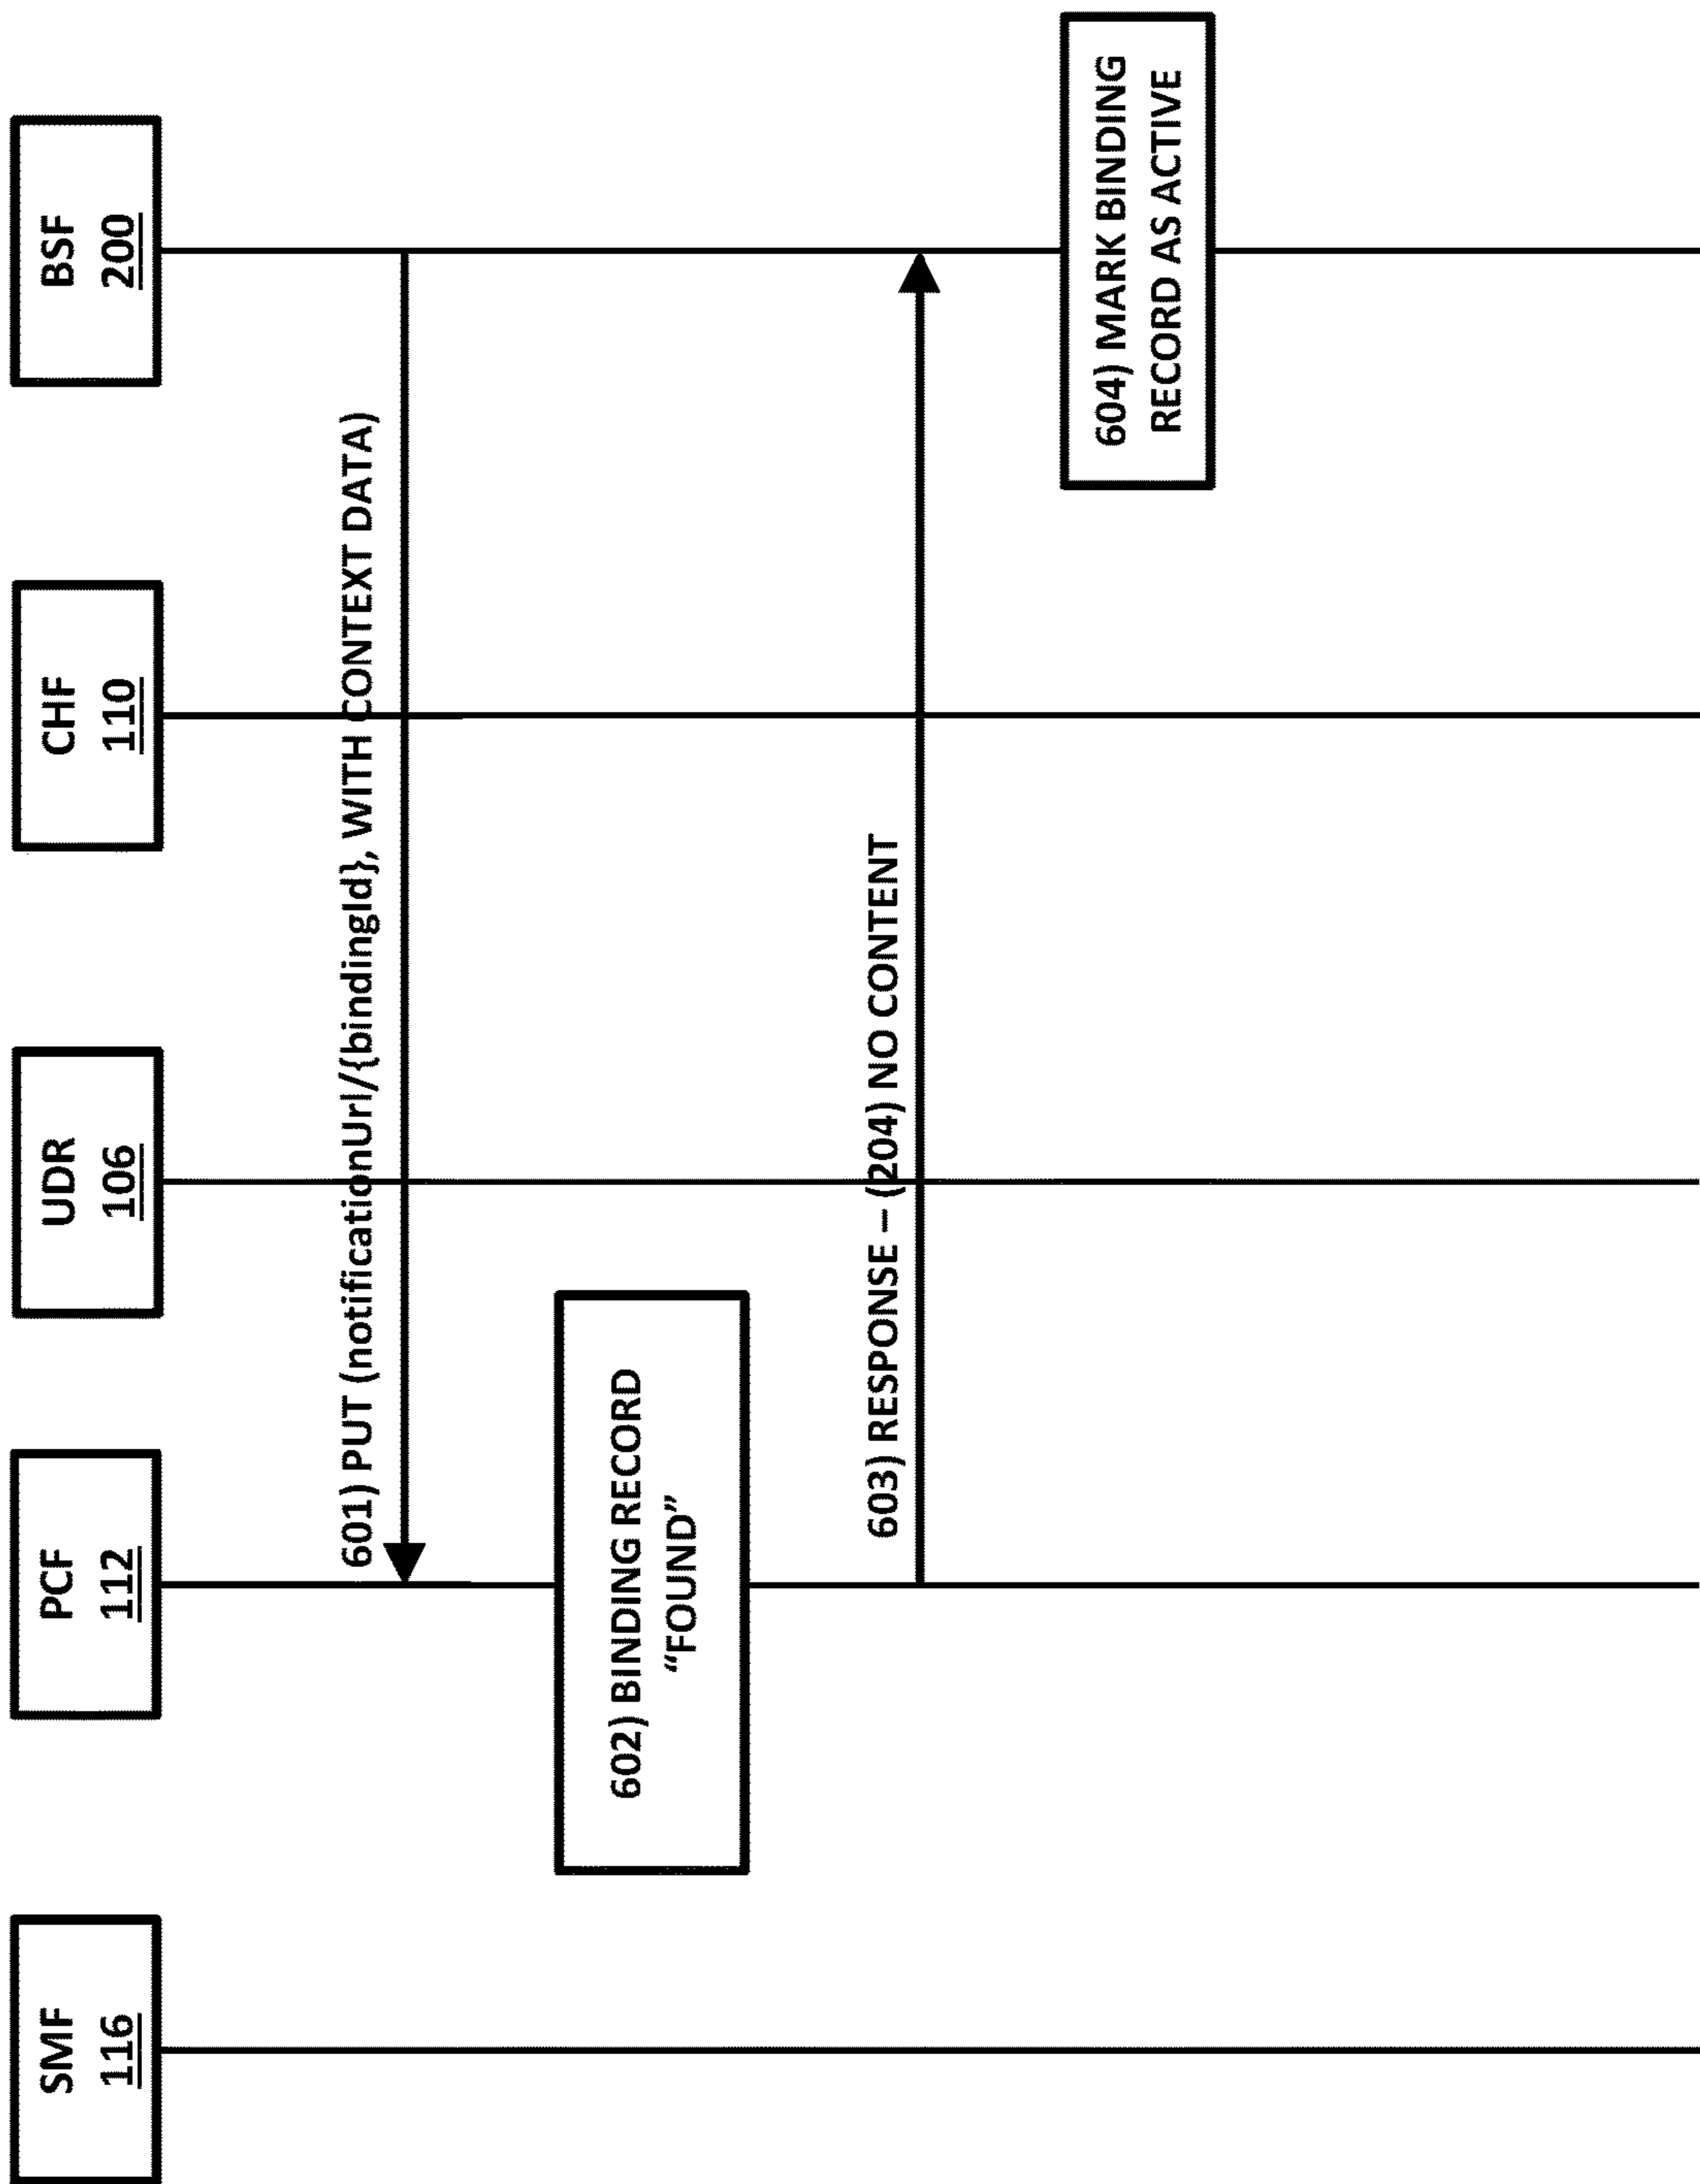 SMF
116
PCF
112
UDR
106
CHF
110
BSF
200
601) PUT (notificationUrl/{bindingId}, WITH CONTEXT DATA)
602) BINDING RECORD
“FOUND”
603) RESPONSE – (204) NO CONTENT
604) MARK BINDING
RECORD AS ACTIVE